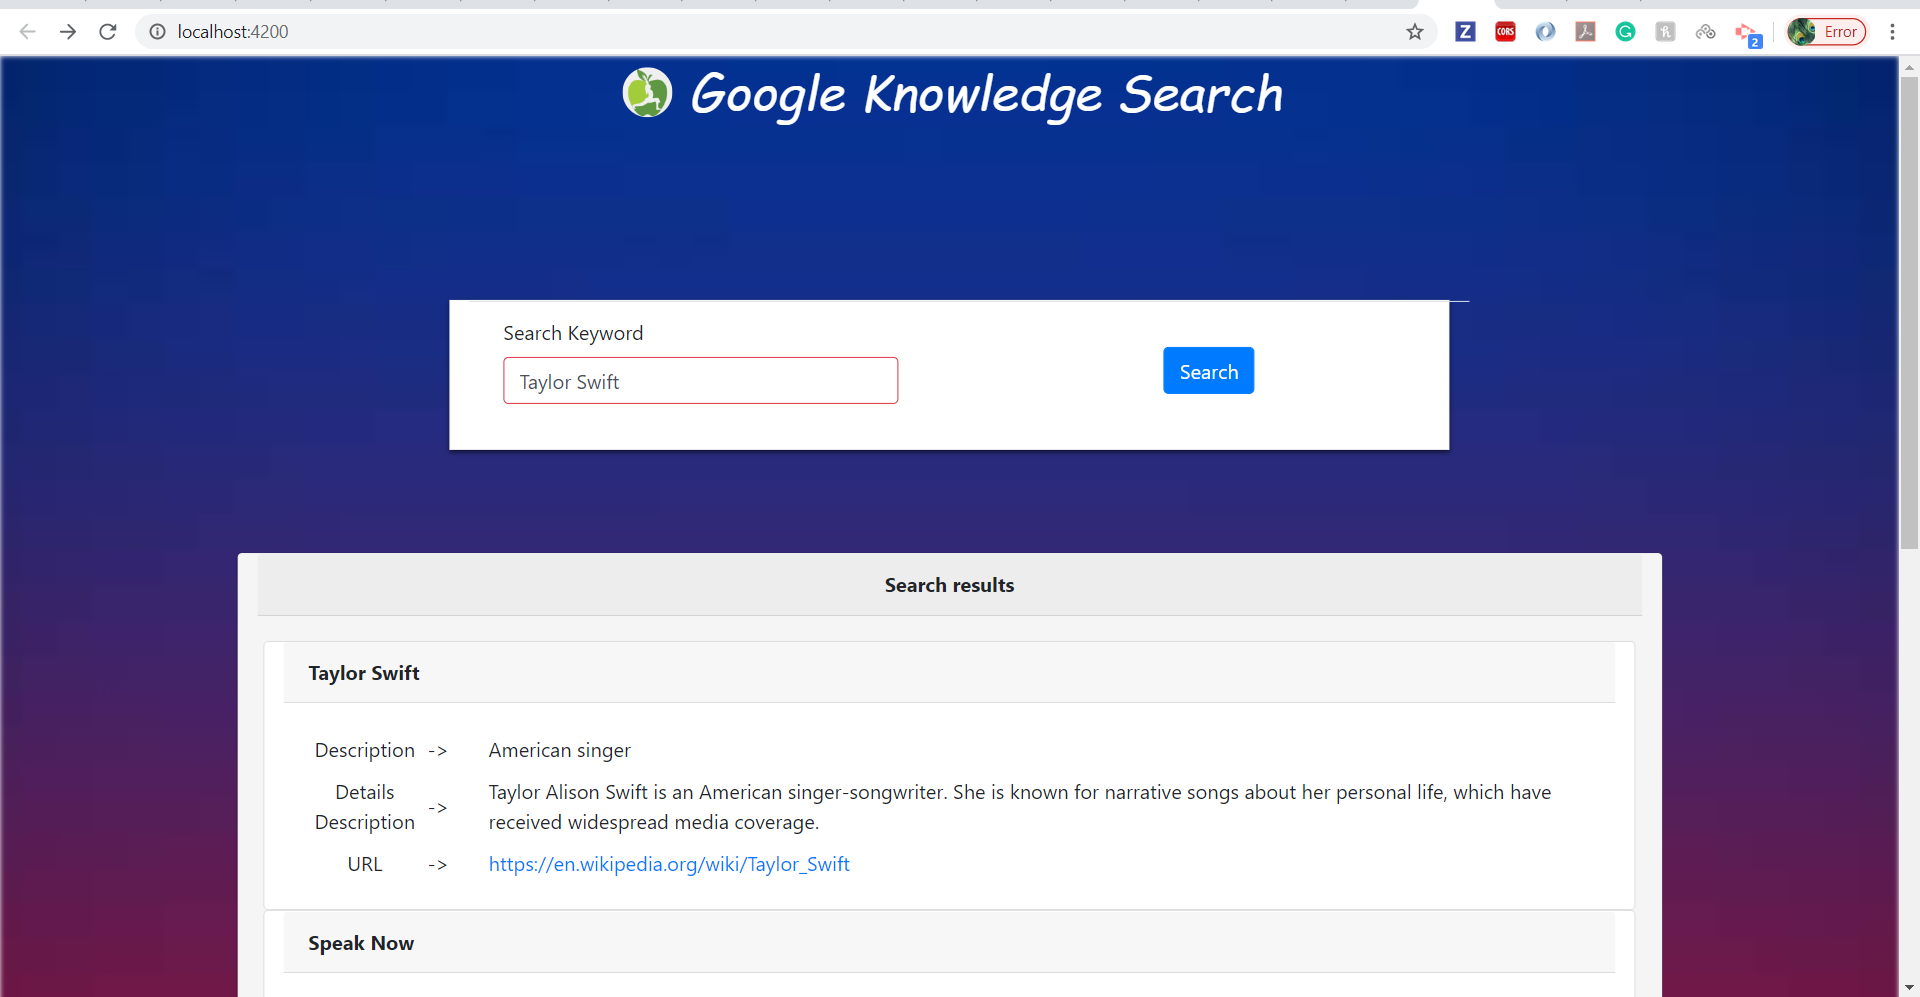 localhost:4200
Z
CORS
G
2
Error
Google Knowledge Search
Search Keyword
Taylor Swift
Search
Search results
Taylor Swift
Description -> American singer
Details Description -> Taylor Alison Swift is an American singer-songwriter. She is known for narrative songs about her personal life, which have
received widespread media coverage.
URL -> https://en.wikipedia.org/wiki/Taylor_Swift
Speak Now